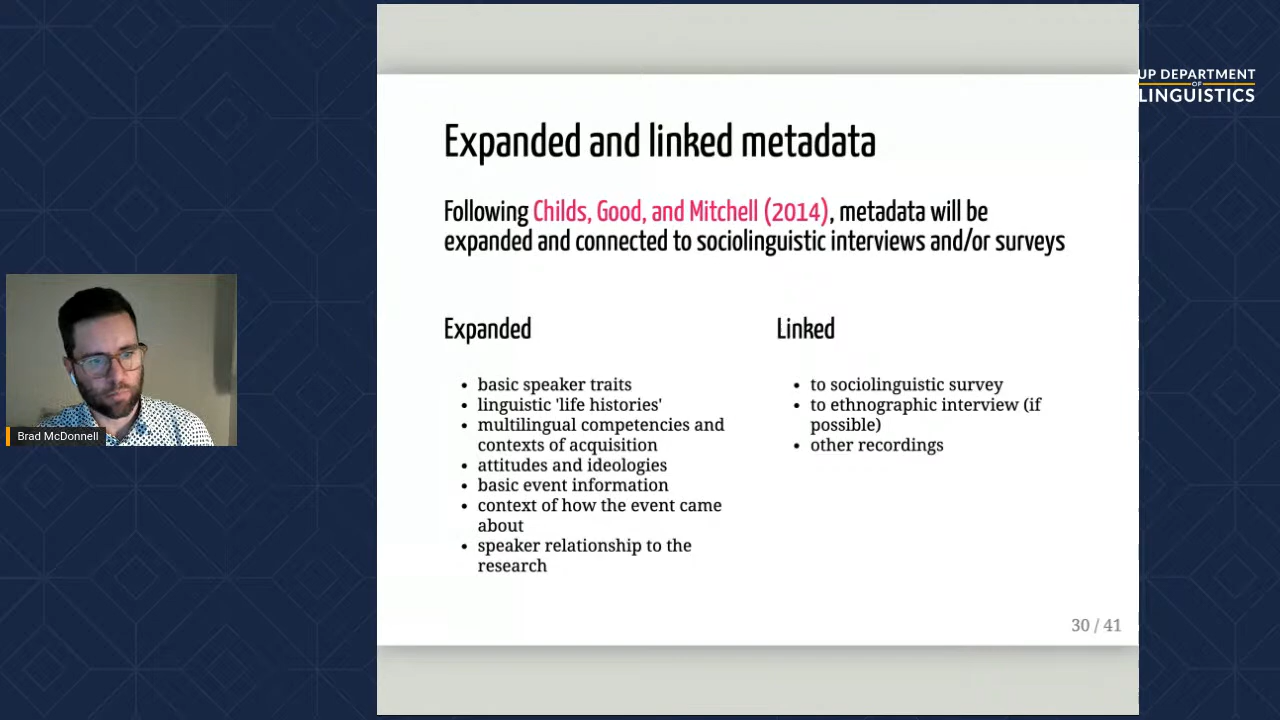 UP DEPARTMENT
OF
LINGUISTICS
Expanded and linked metadata
Following Childs, Good, and Mitchell (2014), metadata will be
expanded and connected to sociolinguistic interviews and/or surveys
Expanded
• basic speaker traits
• linguistic 'life histories'
• multilingual competencies and
contexts of acquisition
• attitudes and ideologies
• basic event information
• context of how the event came
about
• speaker relationship to the
research
Linked
• to sociolinguistic survey
• to ethnographic interview (if
possible)
• other recordings
30 / 41
Brad McDonnell